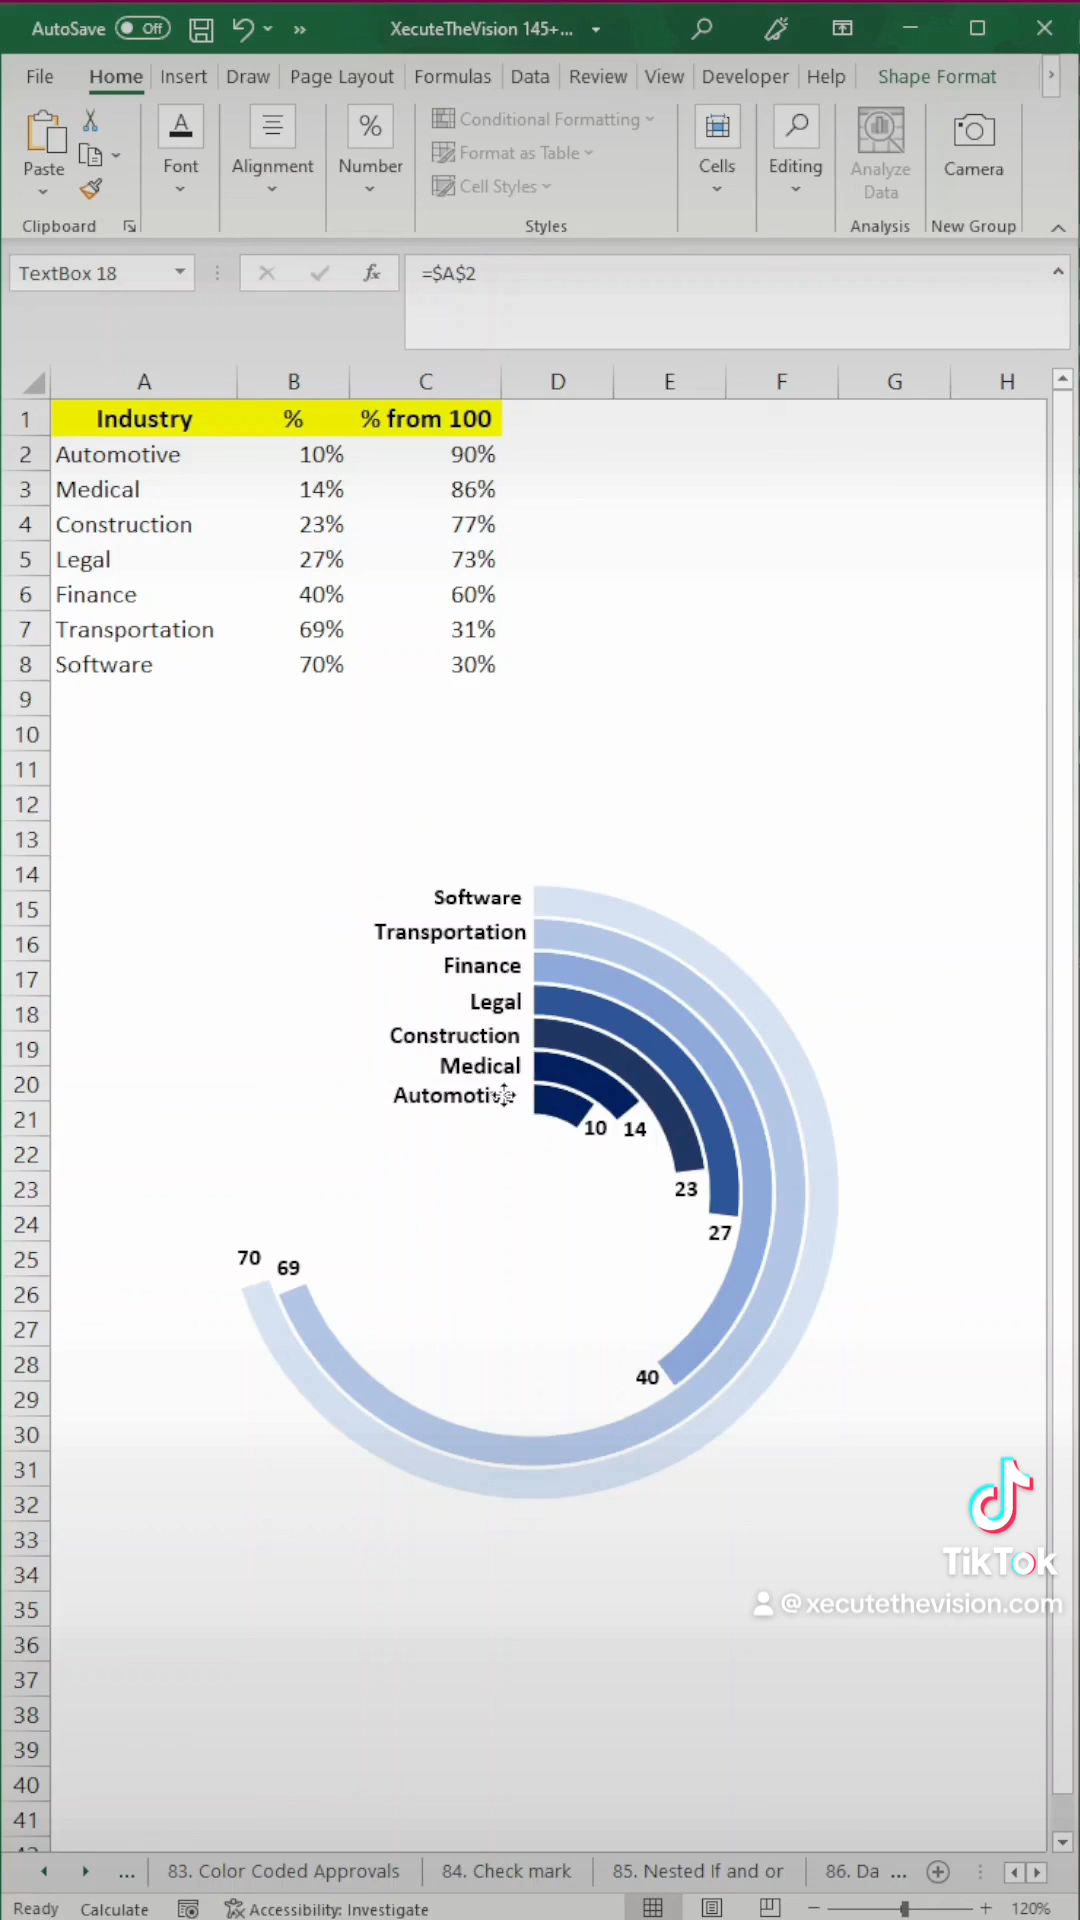 AutoSave Off XecuteTheVision 145+...
File Home Insert Draw Page Layout Formulas Data Review View Developer Help Shape Format
Conditional Formatting
Format as Table
Cell Styles
Paste Font Alignment Number Cells Editing Analyze Data Camera
Clipboard Styles Analysis New Group
TextBox 18 fx =$A$2
A B C D E F G H
1 Industry % % from 100
2 Automotive 10% 90%
3 Medical 14% 86%
4 Construction 23% 77%
5 Legal 27% 73%
6 Finance 40% 60%
7 Transportation 69% 31%
8 Software 70% 30%
9
10
11
12
13
14
15 Software
16 Transportation
17 Finance
18 Legal
19 Construction
20 Medical
21 Automotive
10 14
22
23 23
24 27
25 70 69
26
27
28 40
29
30
31
32
33
TikTok
34
35 @xecutethevision.com
36
37
38
39
40
41
... 83. Color Coded Approvals 84. Check mark 85. Nested If and or 86. Da ...
Ready Calculate Accessibility: Investigate 120%